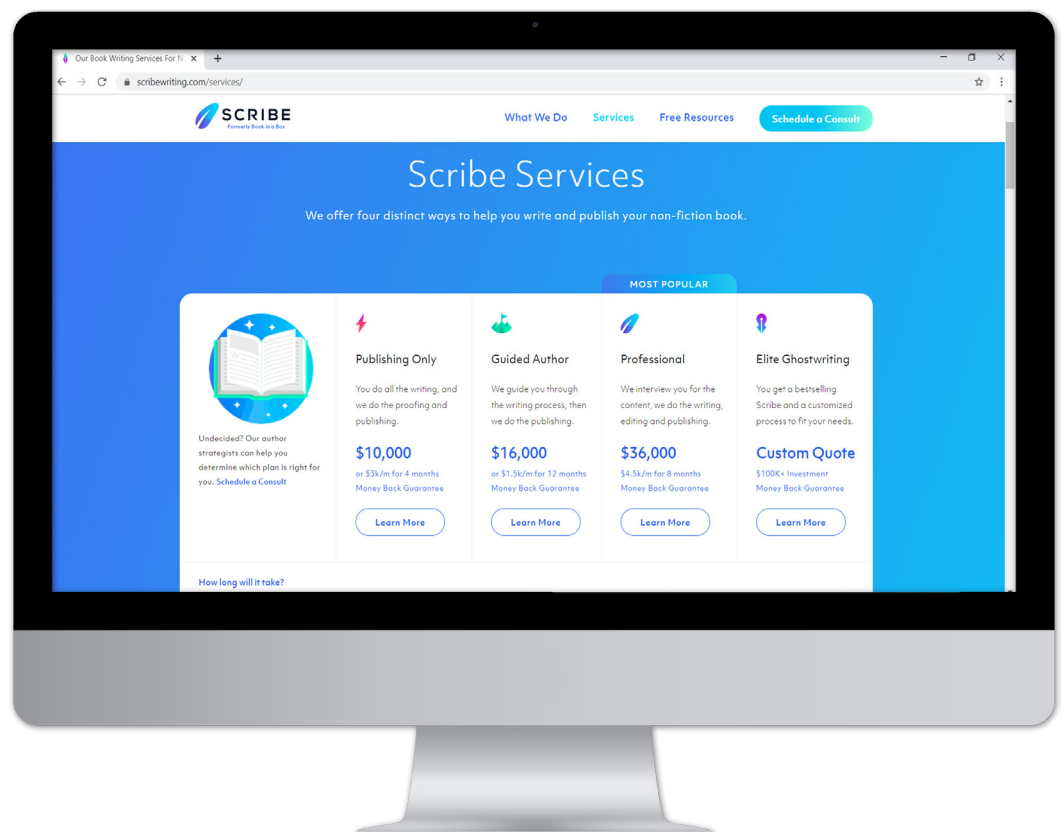 Our Book Writing Services For N
scribewriting.com/services/
SCRIBE
Formerly Book in a Box
What We Do
Services
Free Resources
Schedule a Consult
Scribe Services
We offer four distinct ways to help you write and publish your non-fiction book.
MOST POPULAR
Undecided? Our author
strategists can help you
determine which plan is right for
you. Schedule a Consult
Publishing Only
You do all the writing, and
we do the proofing and
publishing.
$10,000
or $3k/m for 4 months
Money Back Guarantee
Learn More
Guided Author
We guide you through
the writing process, then
we do the publishing.
$16,000
or $1.5k/m for 12 months
Money Back Guarantee
Learn More
Professional
We interview you for the
content, we do the writing,
editing and publishing.
$36,000
$4.5k/m for 8 months
Money Back Guarantee
Learn More
Elite Ghostwriting
You get a bestselling
Scribe and a customized
process to fit your needs.
Custom Quote
$100K+ Investment
Money Back Guarantee
Learn More
How long will it take?